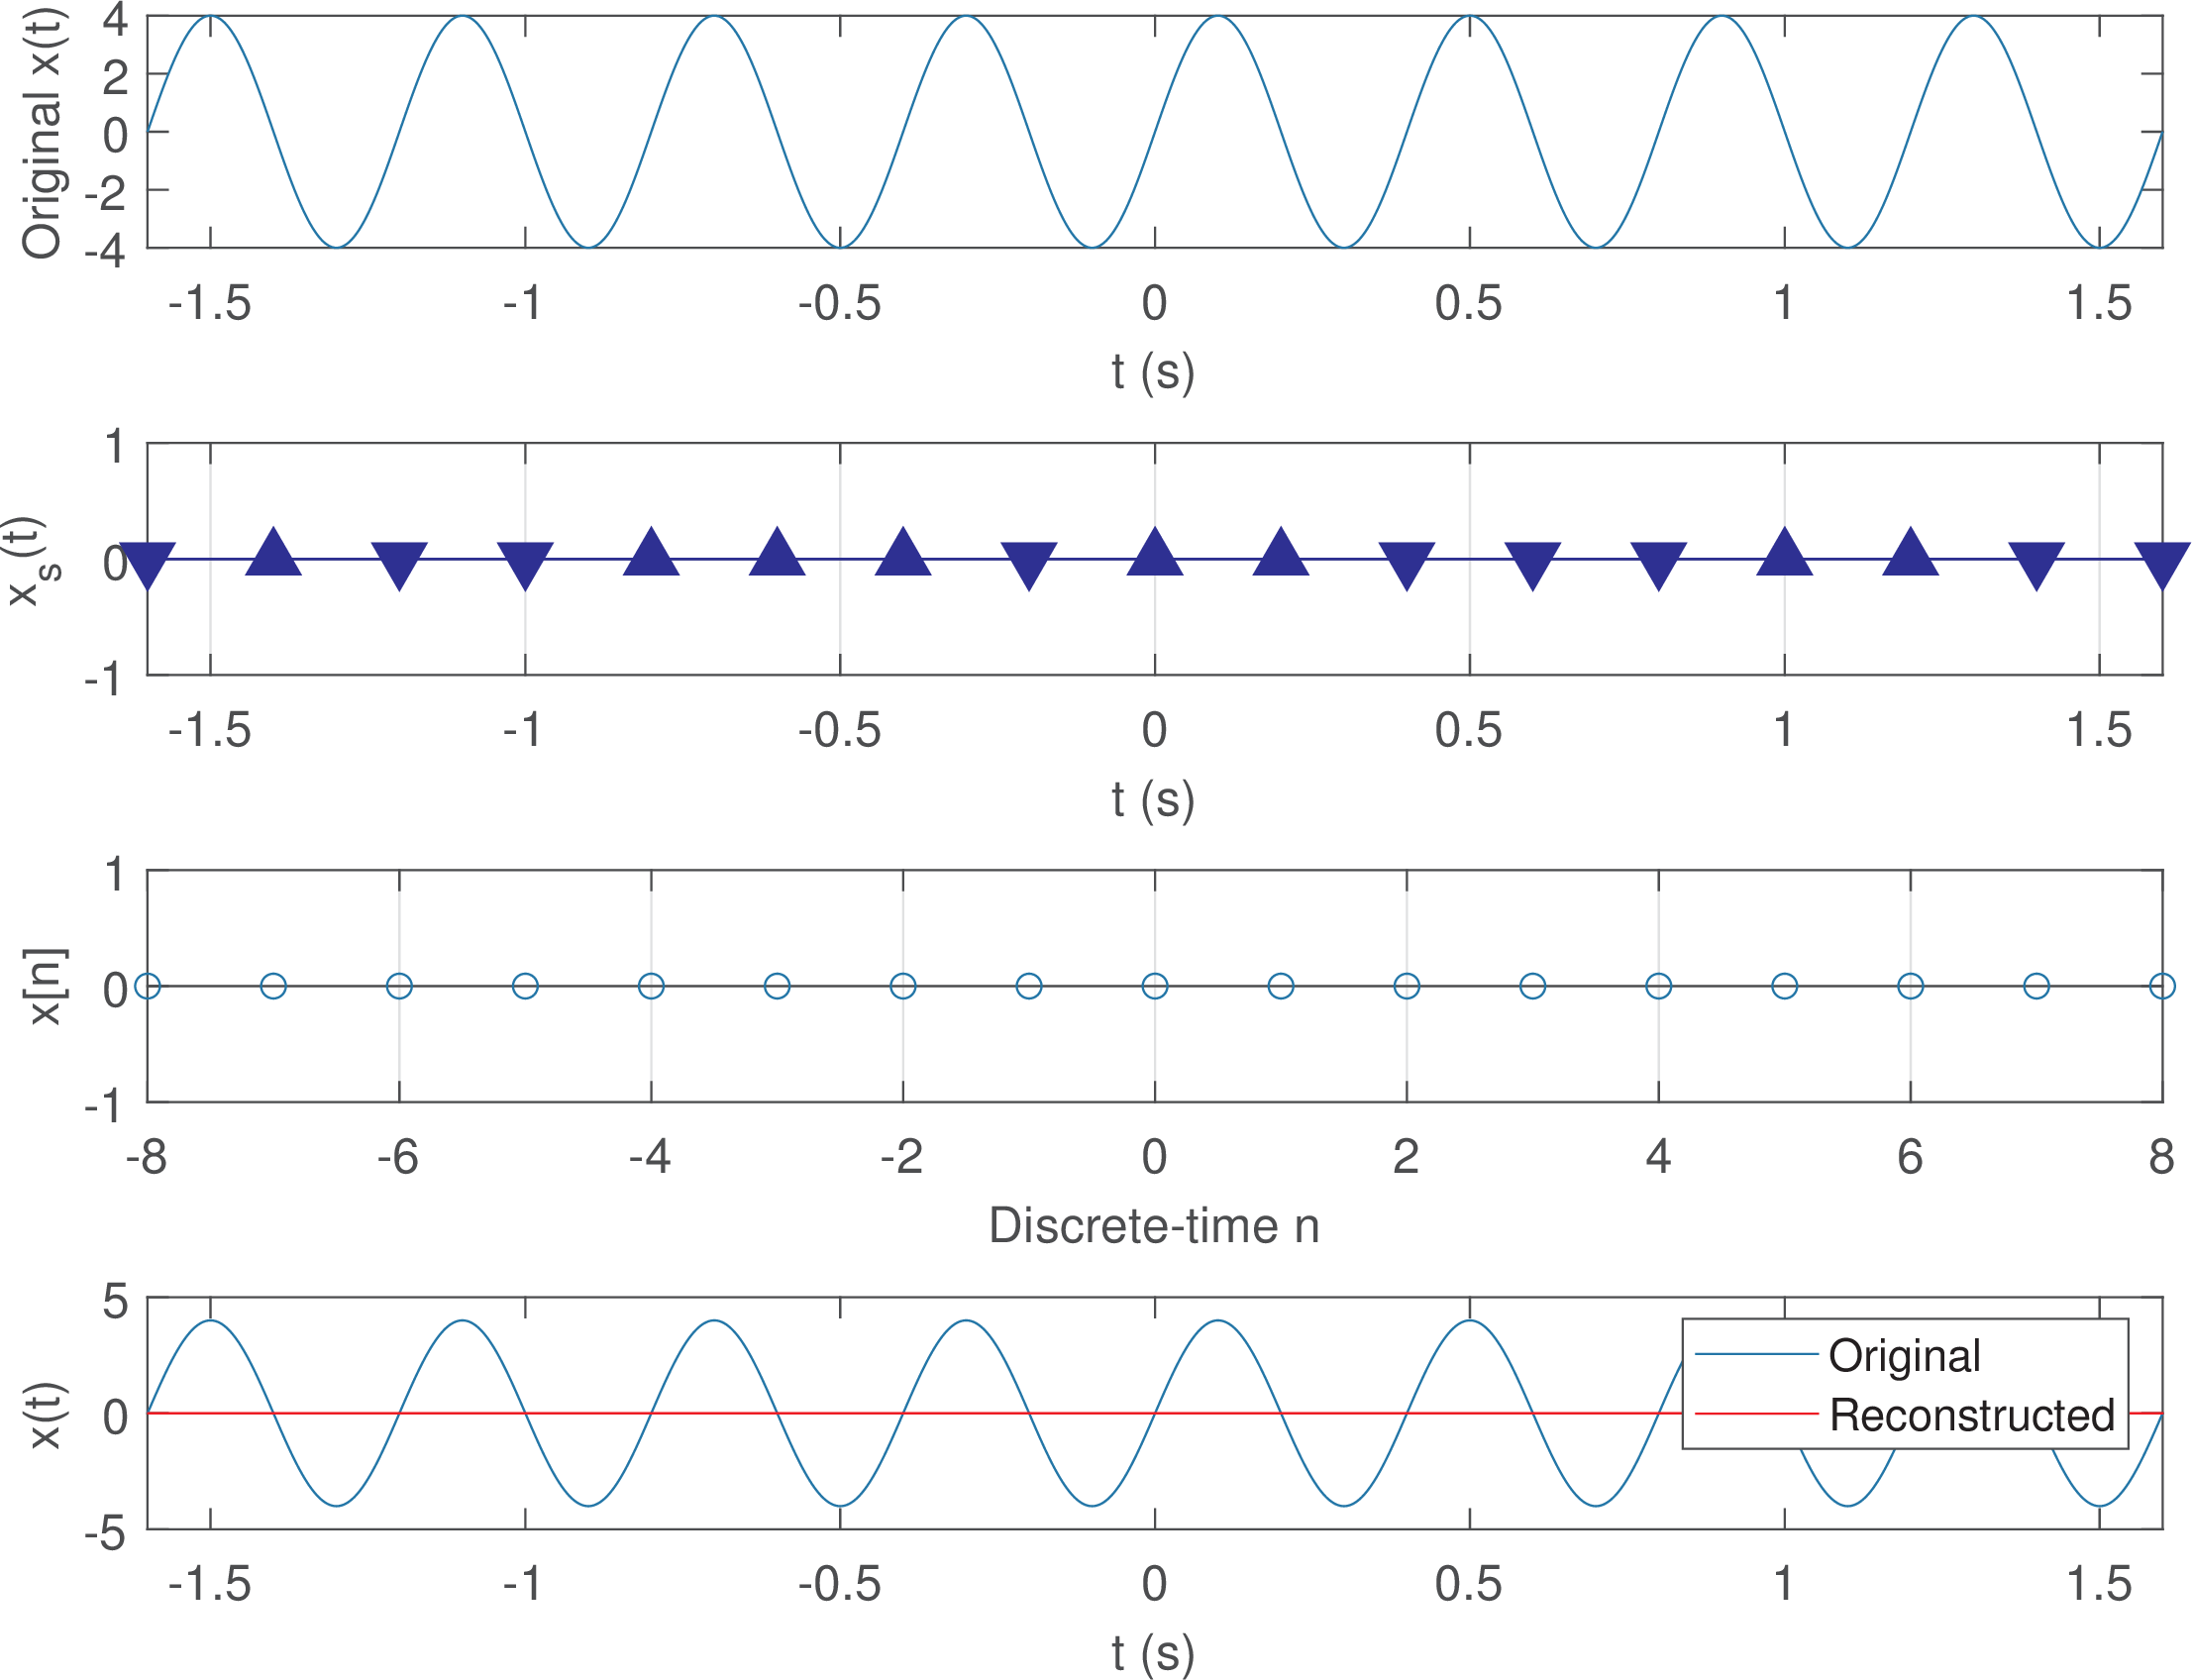 Original x(t)
4
2
0
-2
-4
-1.5 -1 -0.5 0 0.5 1 1.5
t (s)
xs(t)
1
0
-1
-1.5 -1 -0.5 0 0.5 1 1.5
t (s)
x[n]
1
0
-1
-8 -6 -4 -2 0 2 4 6 8
Discrete-time n
x(t)
5
0
-5
Original
Reconstructed
-1.5 -1 -0.5 0 0.5 1 1.5
t (s)